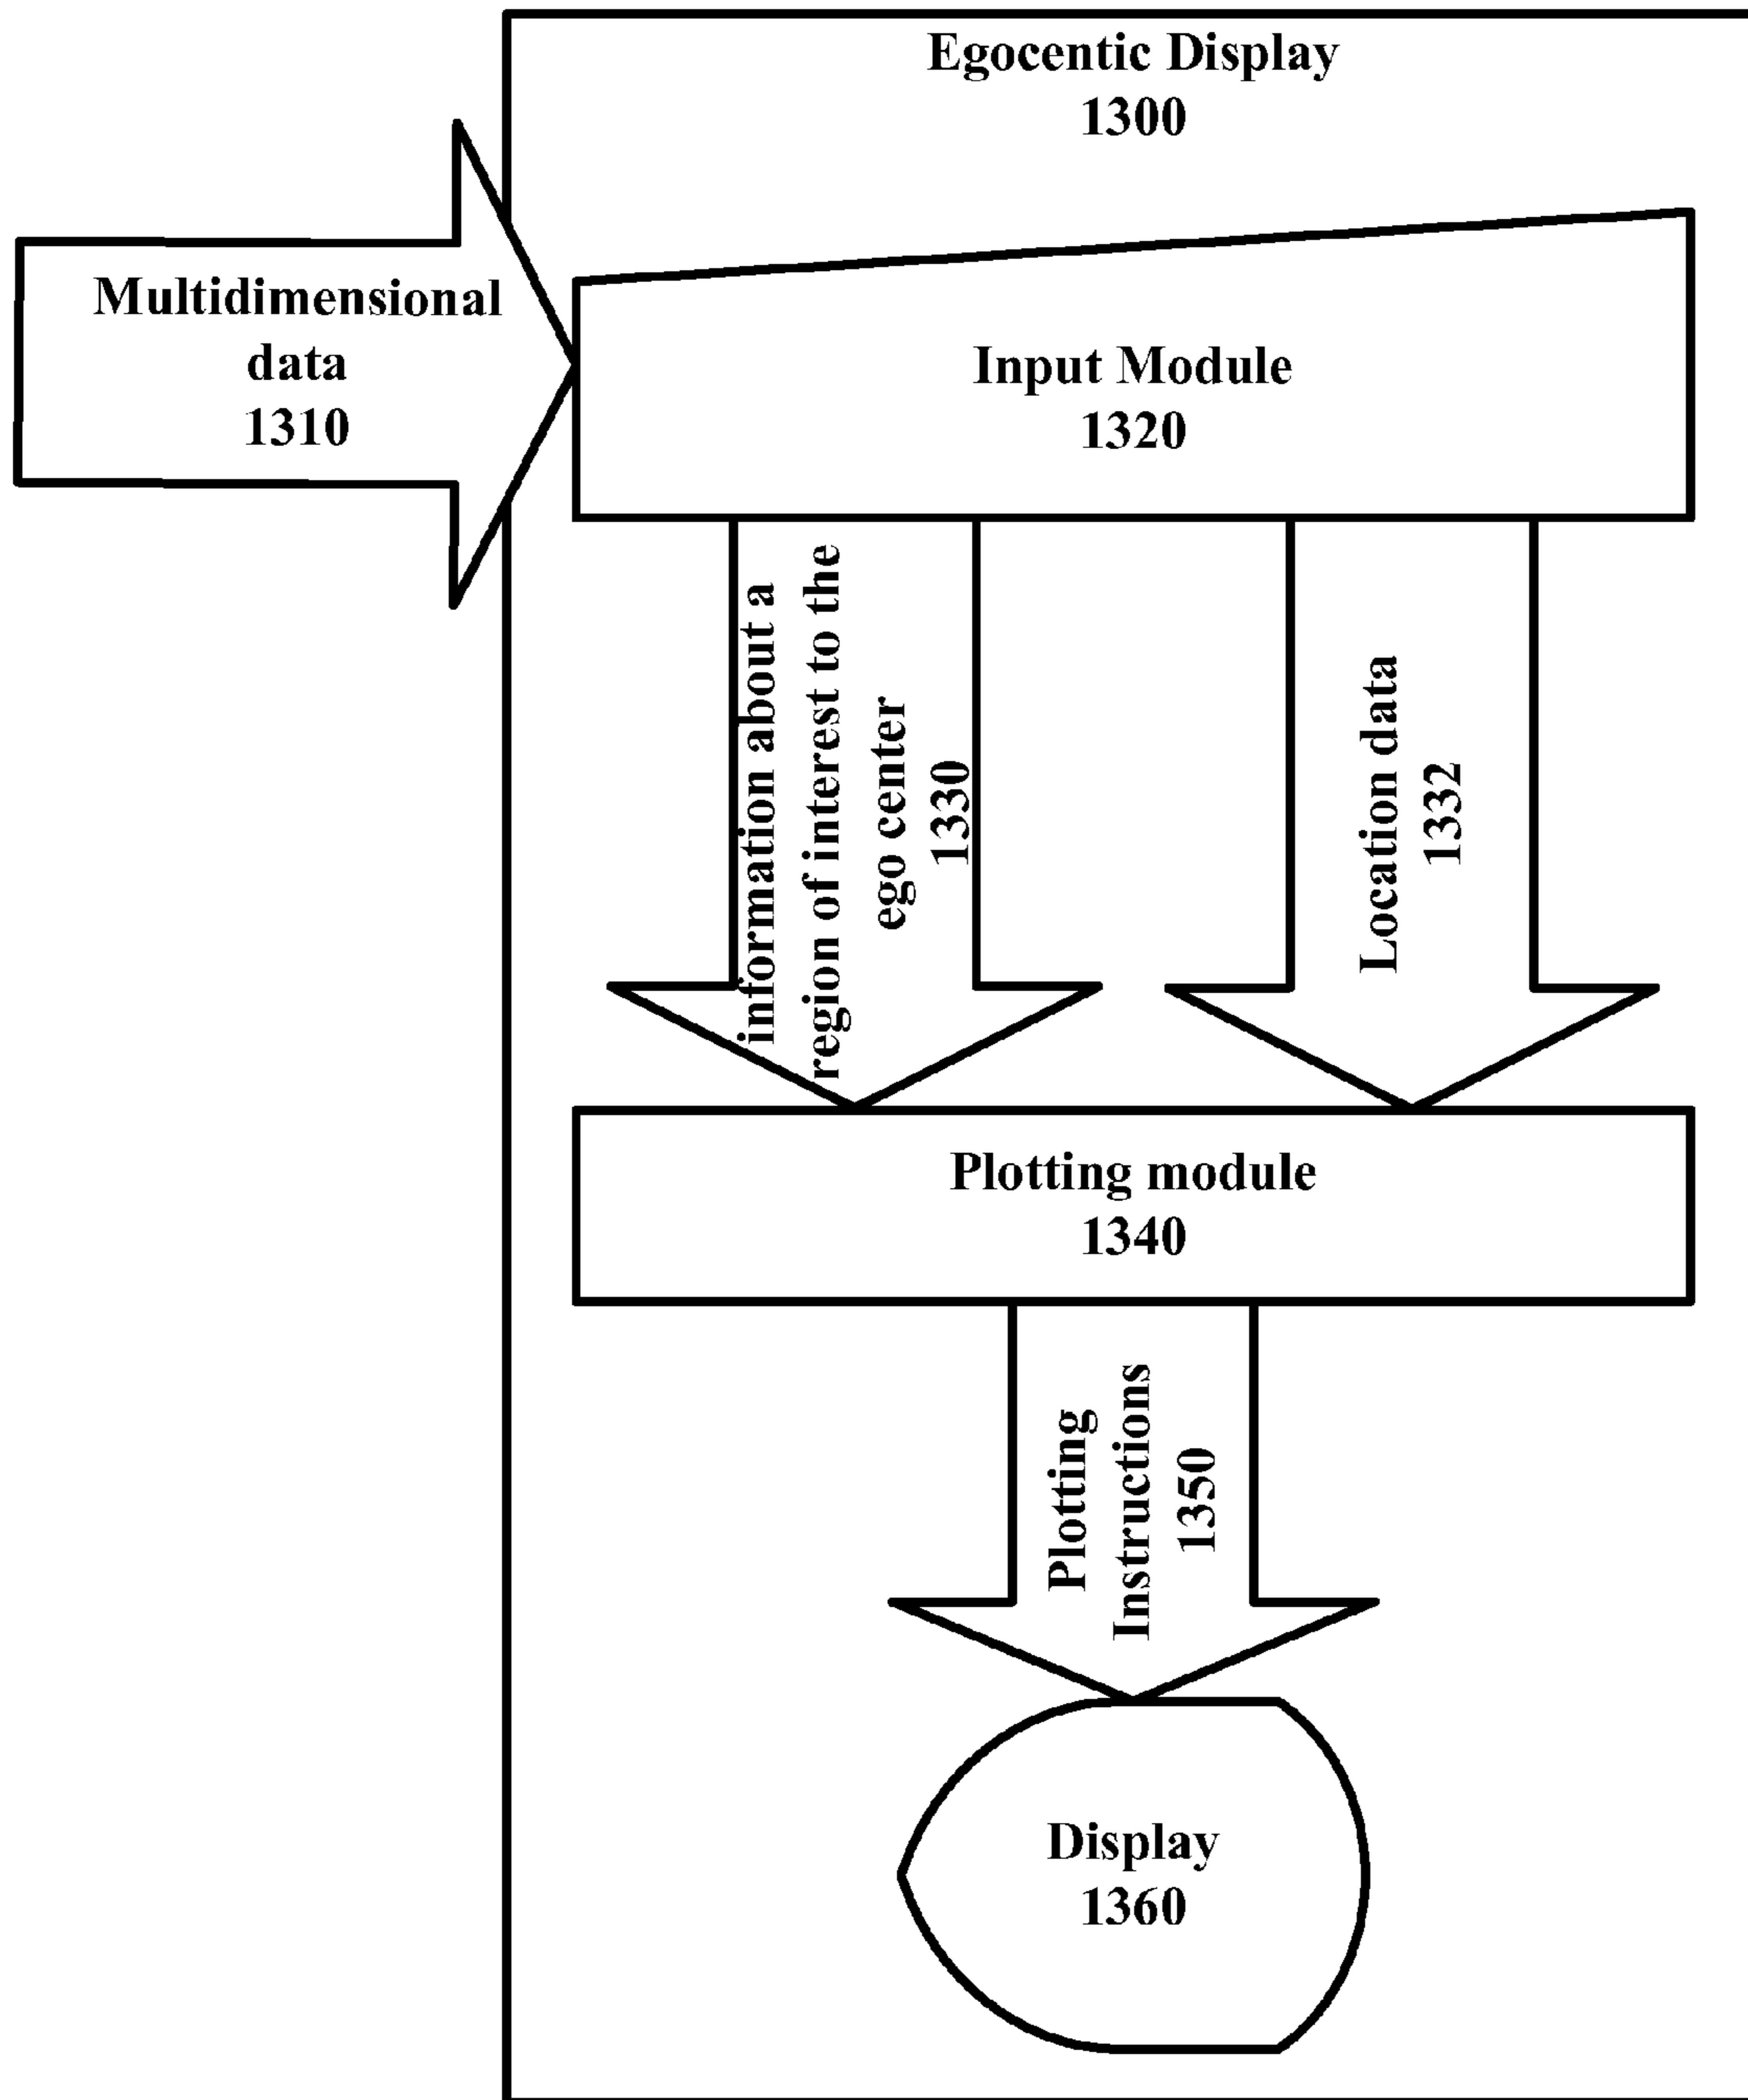 Egocentic Display
1300
Multidimensional
data
1310
Input Module
1320
information about a
region of interest to the
ego center
1330
Location data
1332
Plotting module
1340
Plotting
Instructions
1350
Display
1360